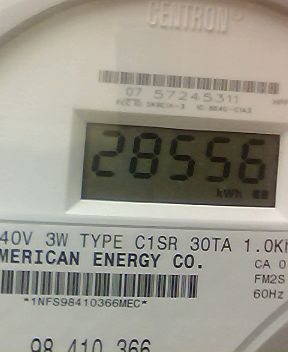 CENTRON®
07 57245311
28556
kWh
40V 3W TYPE C1SR 30TA 1.0Kh
MERICAN ENERGY CO.
CA 0
FM2S
60Hz
*1NFS98410366MEC*
98 410 366